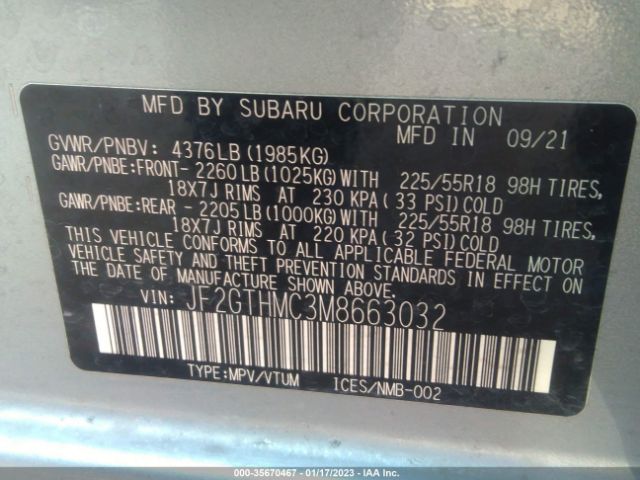 MFD BY SUBARU CORPORATION
MFD IN 09/21
GVWR/PNBV: 4376LB(1985KG)
GAWR/PNBE:FRONT- 2260LB(1025KG)WITH 225/55R18 98H TIRES,
18X7J RIMS AT 230 KPA( 33 PSI)COLD
GAWR/PNBE:REAR - 2205LB(1000KG)WITH 225/55R18 98H TIRES,
18X7J RIMS AT 220 KPA( 32 PSI)COLD
THIS VEHICLE CONFORMS TO ALL APPLICABLE FEDERAL MOTOR
VEHICLE SAFETY AND THEFT PREVENTION STANDARDS IN EFFECT ON
THE DATE OF MANUFACTURE SHOWN ABOVE.
VIN: JF2GTHMC3M8663032
TYPE:MPV/VTUM ICES/NMB-002
000-35670467 - 01/17/2023 - IAA Inc.